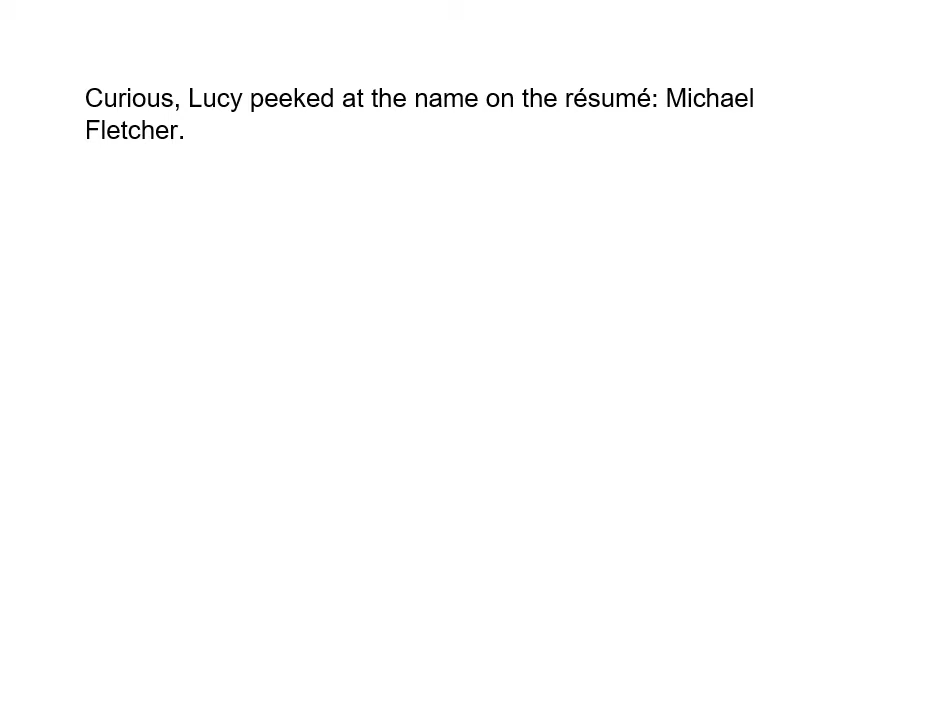 Curious, Lucy peeked at the name on the résumé: Michael
Fletcher.